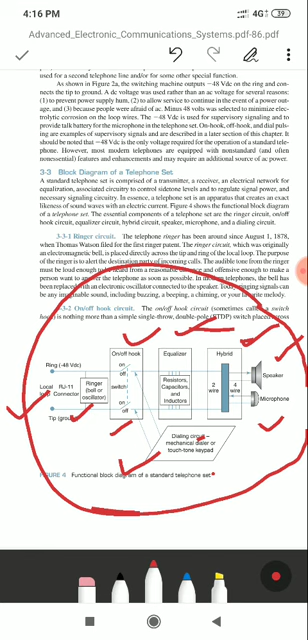 4:16 PM
4G
39
Advanced_Electronic_Communications_Systems.pdf-86.pdf
used for a second telephone line and/for some other special function.
As shown in Figure 2a, the switching machine outputs −48 Vdc on the ring and con-
nects the tip to ground. A dc voltage was used rather than an ac voltage for several reasons:
(1) to prevent power supply hum, (2) to allow service to continue in the event of a power out-
age, and (3) because people were afraid of ac. Minus 48 volts was selected to minimize elec-
trolytic corrosion on the loop wires. The −48 Vdc is used for supervisory signaling and to
provide talk battery for the microphone in the telephone set. On-hook, off-hook, and dial puls-
ing are examples of supervisory signals and are described in a later section of this chapter. It
should be noted that −48 Vdc is the only voltage required for the operation of a standard tele-
phone. However, most modern telephones are equipped with nonstandard (and often
nonessential) features and enhancements and may require an additional source of ac power.
3-3 Block Diagram of a Telephone Set
A standard telephone set is comprised of a transmitter, a receiver, an electrical network for
equalization, associated circuitry to control sidetone levels and to regulate signal power, and
necessary signaling circuitry. In essence, a telephone set is an apparatus that creates an exact
likeness of sound waves with an electric current. Figure 4 shows the functional block diagram
of a telephone set. The essential components of a telephone set are the ringer circuit, on/off
hook circuit, equalizer circuit, hybrid circuit, speaker, microphone, and a dialing circuit.
3-3-1 Ringer circuit. The telephone ringer has been around since August 1, 1878,
when Thomas Watson filed for the first ringer patent. The ringer circuit, which was originally
an electromagnetic bell, is placed directly across the tip and ring of the local loop. The purpose
of the ringer is to alert the destination party of incoming calls. The audible tone from the ringer
must be loud enough to be heard from a reasonable distance and offensive enough to make a
person want to answer the telephone as soon as possible. In modern telephones, the bell has
been replaced with an electronic oscillator connected to the speaker. Today, ringing signals can
be any imaginable sound, including buzzing, a beeping, a chiming, or your favorite melody.
3-3-2 On/off hook circuit. The on/off hook circuit (sometimes called a switch
hook) is nothing more than a simple single-throw, double-pole (STDP) switch placed across
On/off hook Equalizer Hybrid
Ring (-48 Vdc)
on
off
Speaker
Local
loop
RJ-11
Connector
Ringer
(bell or
oscillator)
switch
Resistors,
Capacitors,
and
Inductors
2
wire
4
wire
Microphone
on
off
Tip (ground)
Dialing circuit –
mechanical dialer or
touch-tone keypad
FIGURE 4 Functional block diagram of a standard telephone set